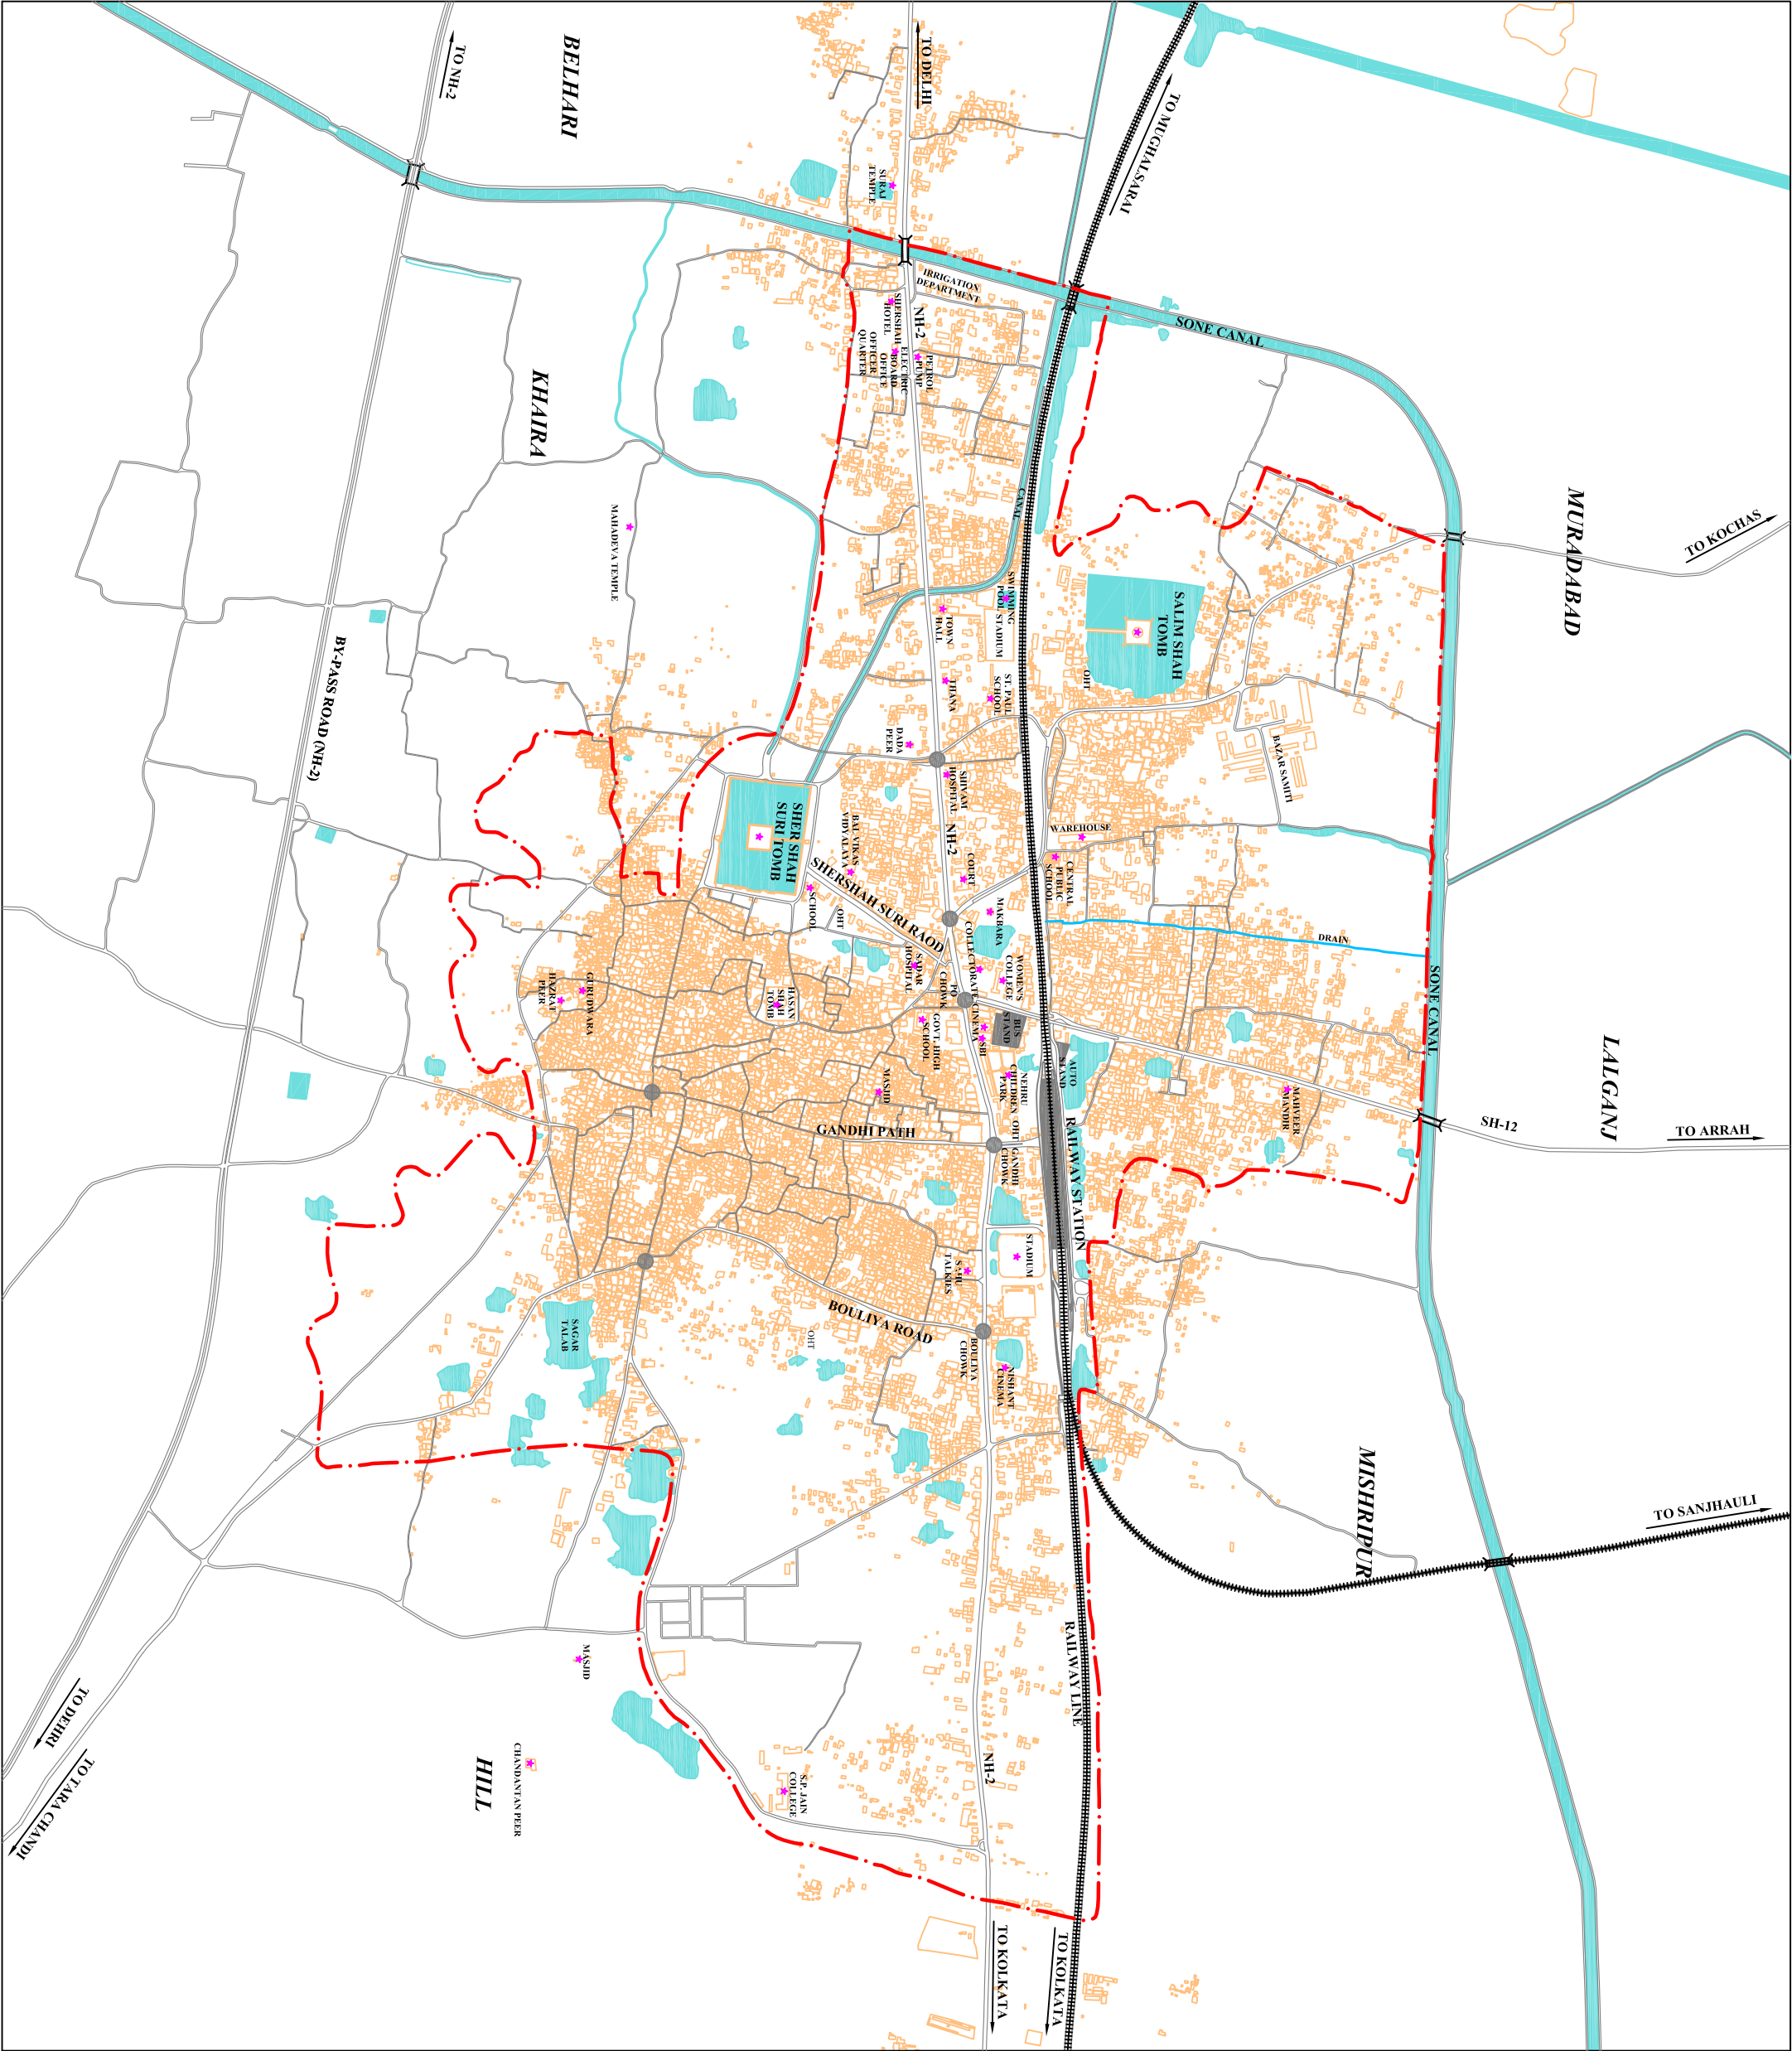 BELHARI
TO NH-2
TO DELHI
TO MUGHALSARAI
SURAJ
TEMPLE
IRRIGATION
DEPARTMENT
SONE CANAL
SHERSHAH
HOTEL
NH-2
ELECTRIC
BOARD
OFFICE
OFFICER
QUARTER
PETROL
PUMP
KHAIRA
MURADABAD
TO KOCHAS
CANAL
MAHADEVA TEMPLE
SWIMMING
POOL
STADIUM
TOWN
HALL
SALIM SHAH
TOMB
OHT
THANA
ST. PAUL
SCHOOL
DADA
PEER
BY-PASS ROAD (NH-2)
BAZAR SAMITI
SHIVAM
HOSPITAL
NH-2
SHER SHAH
SURI TOMB
BAL VIKAS
VIDYALAYA
WAREHOUSE
COURT
CENTRAL
PUBLIC
SCHOOL
SHERSHAH SURI RAOD
SCHOOL
OHT
MAKBARA
COLLECTORATE
DRAIN
SADAR
HOSPITAL
WOMEN'S
COLLEGE
PO
CHOWK
CINEMA
SBI
BUS
STAND
SONE CANAL
GURUDWARA
HAZRAT
PEER
HASAN
SHAH
TOMB
GOVT. HIGH
SCHOOL
MASJID
NEHRU
CHILDREN
PARK
AUTO
STAND
OHT
LALGANJ
MAHVEER
MANDIR
SH-12
TO ARRAH
GANDHI PATH
GANDHI
CHOWK
RAILWAY STATION
STADIUM
SAHU
TALKIES
SAGAR
TALAB
BOULIYA ROAD
OHT
BOULIYA
CHOWK
NISHANT
CINEMA
MISHRIPUR
TO SANJHAULI
RAILWAY LINE
MASJID
TO DEHRI
TO TARA CHANDI
CHANDANTAN PEER
HILL
S.P. JAIN
COLLEGE
NH-2
TO KOLKATA
TO KOLKATA